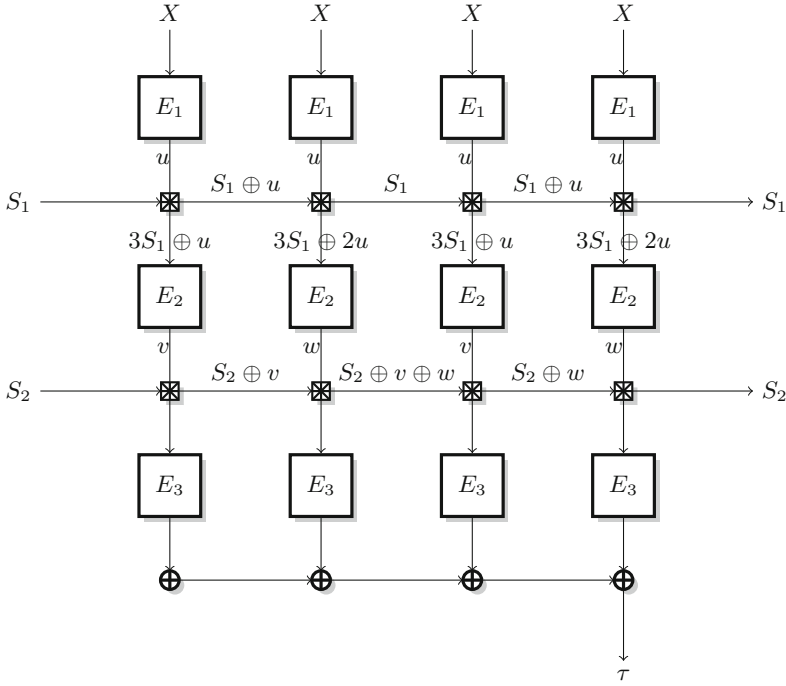 X X X X
E₁ E₁ E₁ E₁
u u u u
S₁ S₁ ⊕ u S₁ S₁ ⊕ u S₁
3S₁ ⊕ u 3S₁ ⊕ 2u 3S₁ ⊕ u 3S₁ ⊕ 2u
E₂ E₂ E₂ E₂
v w v w
S₂ S₂ ⊕ v S₂ ⊕ v ⊕ w S₂ ⊕ w S₂
E₃ E₃ E₃ E₃
τ